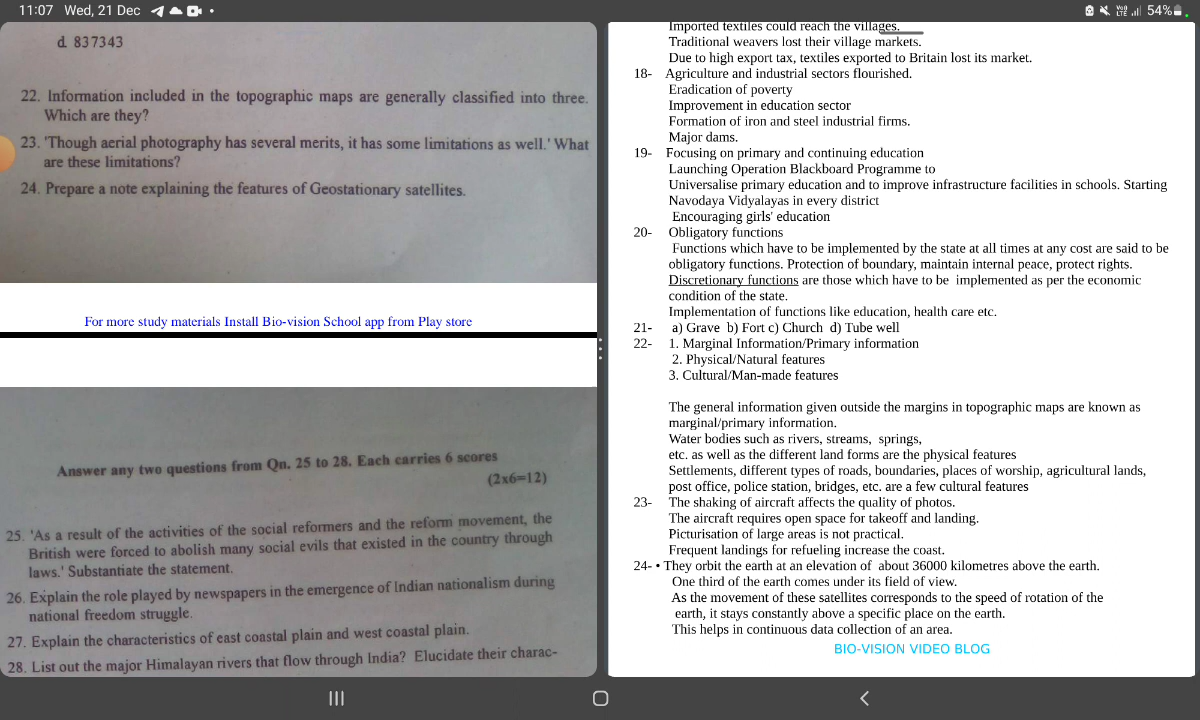 11:07 Wed, 21 Dec
54%
d. 837343
22. Information included in the topographic maps are generally classified into three.
Which are they?
23. 'Though aerial photography has several merits, it has some limitations as well.' What
are these limitations?
24. Prepare a note explaining the features of Geostationary satellites.
For more study materials Install Bio-vision School app from Play store
Answer any two questions from Qn. 25 to 28. Each carries 6 scores
(2x6=12)
25. 'As a result of the activities of the social reformers and the reform movement, the
British were forced to abolish many social evils that existed in the country through
laws.' Substantiate the statement.
26. Explain the role played by newspapers in the emergence of Indian nationalism during
national freedom struggle.
27. Explain the characteristics of east coastal plain and west coastal plain.
28. List out the major Himalayan rivers that flow through India? Elucidate their charac-
Imported textiles could reach the villages.
Traditional weavers lost their village markets.
Due to high export tax, textiles exported to Britain lost its market.
18- Agriculture and industrial sectors flourished.
Eradication of poverty
Improvement in education sector
Formation of iron and steel industrial firms.
Major dams.
19- Focusing on primary and continuing education
Launching Operation Blackboard Programme to
Universalise primary education and to improve infrastructure facilities in schools. Starting
Navodaya Vidyalayas in every district
Encouraging girls' education
20- Obligatory functions
Functions which have to be implemented by the state at all times at any cost are said to be
obligatory functions. Protection of boundary, maintain internal peace, protect rights.
Discretionary functions are those which have to be implemented as per the economic
condition of the state.
Implementation of functions like education, health care etc.
21- a) Grave b) Fort c) Church d) Tube well
22- 1. Marginal Information/Primary information
2. Physical/Natural features
3. Cultural/Man-made features
The general information given outside the margins in topographic maps are known as
marginal/primary information.
Water bodies such as rivers, streams, springs,
etc. as well as the different land forms are the physical features
Settlements, different types of roads, boundaries, places of worship, agricultural lands,
post office, police station, bridges, etc. are a few cultural features
23- The shaking of aircraft affects the quality of photos.
The aircraft requires open space for takeoff and landing.
Picturisation of large areas is not practical.
Frequent landings for refueling increase the coast.
24- • They orbit the earth at an elevation of about 36000 kilometres above the earth.
One third of the earth comes under its field of view.
As the movement of these satellites corresponds to the speed of rotation of the
earth, it stays constantly above a specific place on the earth.
This helps in continuous data collection of an area.
BIO-VISION VIDEO BLOG